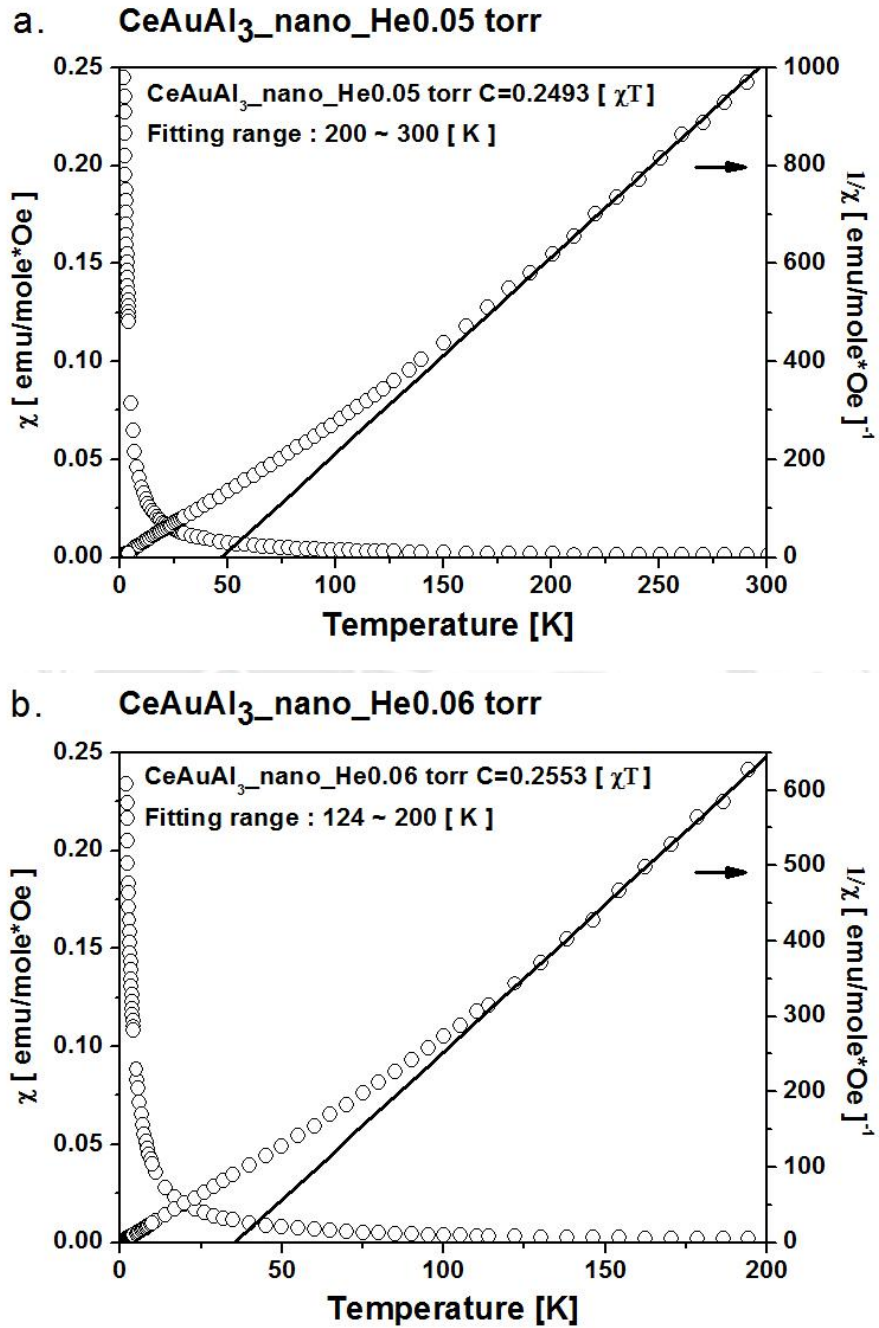 a. CeAuAl₃_nano_He0.05 torr
CeAuAl₃_nano_He0.05 torr C=0.2493 [ χT ]
Fitting range : 200 ~ 300 [ K ]
0.25
0.20
0.15
0.10
0.05
0.00
χ [ emu/mole*Oe ]
1000
800
600
400
200
0
1/χ [ emu/mole*Oe ]⁻¹
0 50 100 150 200 250 300
Temperature [K]
b. CeAuAl₃_nano_He0.06 torr
CeAuAl₃_nano_He0.06 torr C=0.2553 [ χT ]
Fitting range : 124 ~ 200 [ K ]
0.25
0.20
0.15
0.10
0.05
0.00
χ [ emu/mole*Oe ]
600
500
400
300
200
100
0
1/χ [ emu/mole*Oe ]⁻¹
0 50 100 150 200
Temperature [K]